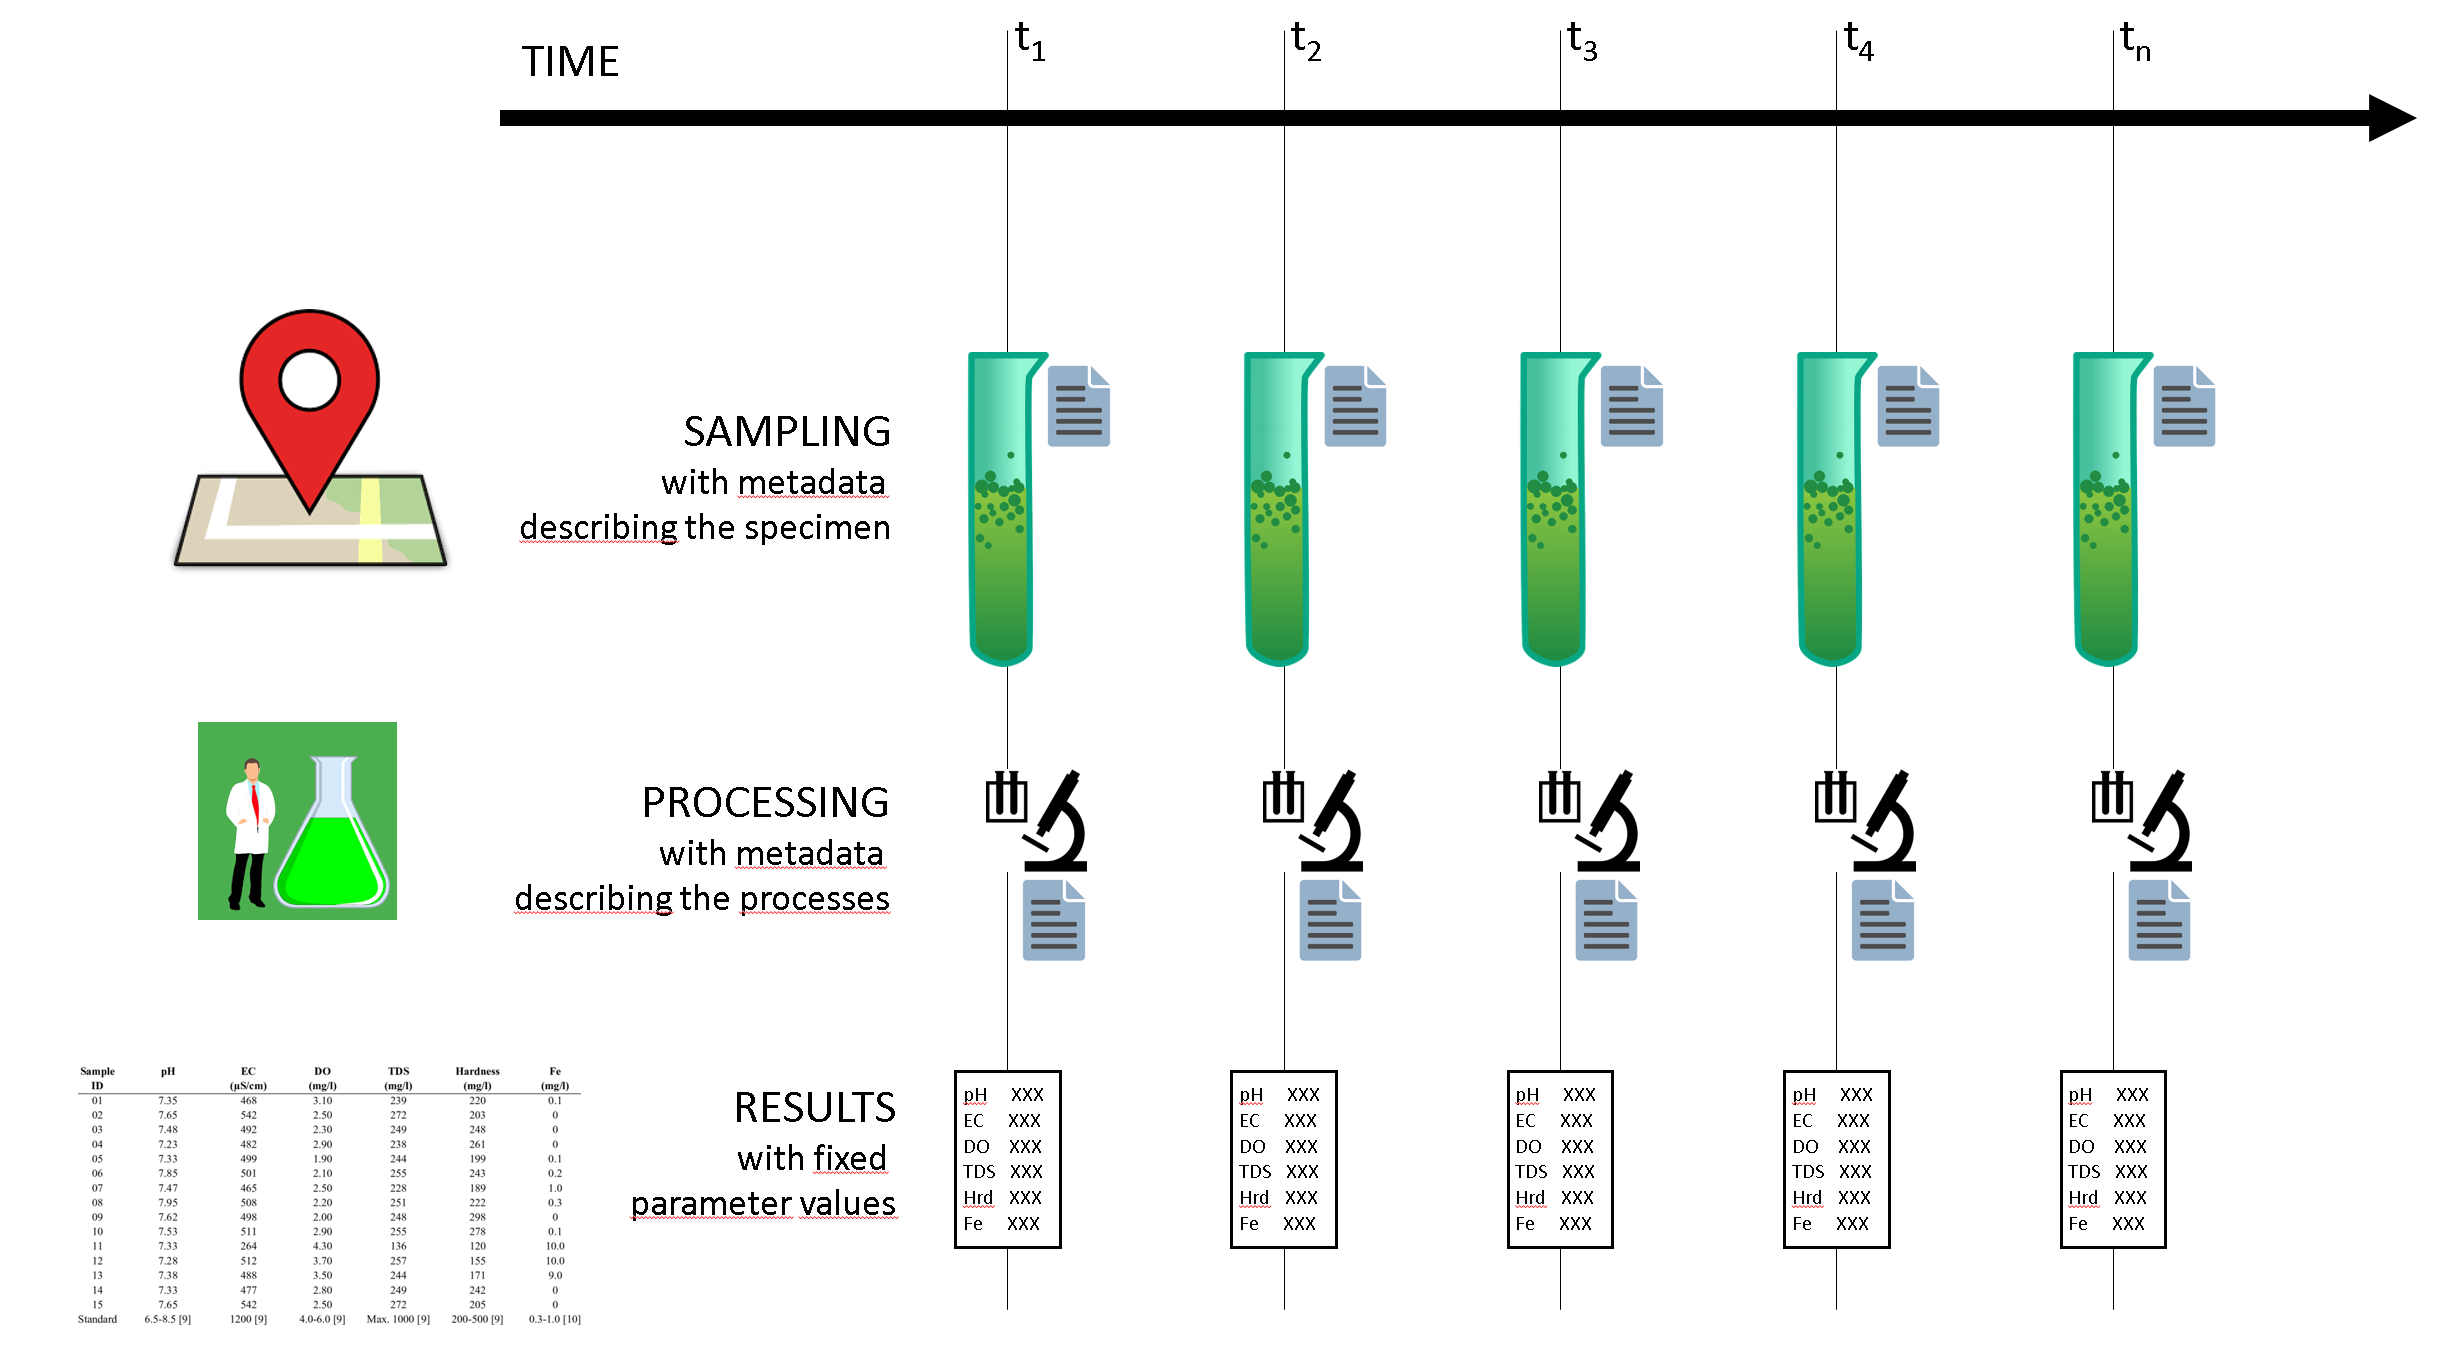 TIME
t1 t2 t3 t4 tn
SAMPLING
with metadata
describing the specimen
PROCESSING
with metadata
describing the processes
RESULTS
with fixed
parameter values
Sample pH EC DO TDS Hardness Fe
ID (µS/cm) (mg/l) (mg/l) (mg/l) (mg/l)
01 7.35 468 3.10 239 220 0.1
02 7.65 542 2.50 272 203 0
03 7.48 492 2.30 249 248 0
04 7.23 482 2.90 238 261 0
05 7.33 499 1.90 244 199 0.1
06 7.85 501 2.10 255 243 0.2
07 7.47 465 2.50 228 189 1.0
08 7.95 508 2.20 251 222 0.3
09 7.62 498 2.00 248 298 0
10 7.53 511 2.90 255 278 0.1
11 7.33 264 4.30 136 120 10.0
12 7.28 512 3.70 257 155 10.0
13 7.38 488 3.50 244 171 9.0
14 7.33 477 2.80 249 242 0
15 7.65 542 2.50 272 205 0
Standard 6.5-8.5 [9] 1200 [9] 4.0-6.0 [9] Max. 1000 [9] 200-500 [9] 0.3-1.0 [10]
pH XXX
EC XXX
DO XXX
TDS XXX
Hrd XXX
Fe XXX
pH XXX
EC XXX
DO XXX
TDS XXX
Hrd XXX
Fe XXX
pH XXX
EC XXX
DO XXX
TDS XXX
Hrd XXX
Fe XXX
pH XXX
EC XXX
DO XXX
TDS XXX
Hrd XXX
Fe XXX
pH XXX
EC XXX
DO XXX
TDS XXX
Hrd XXX
Fe XXX